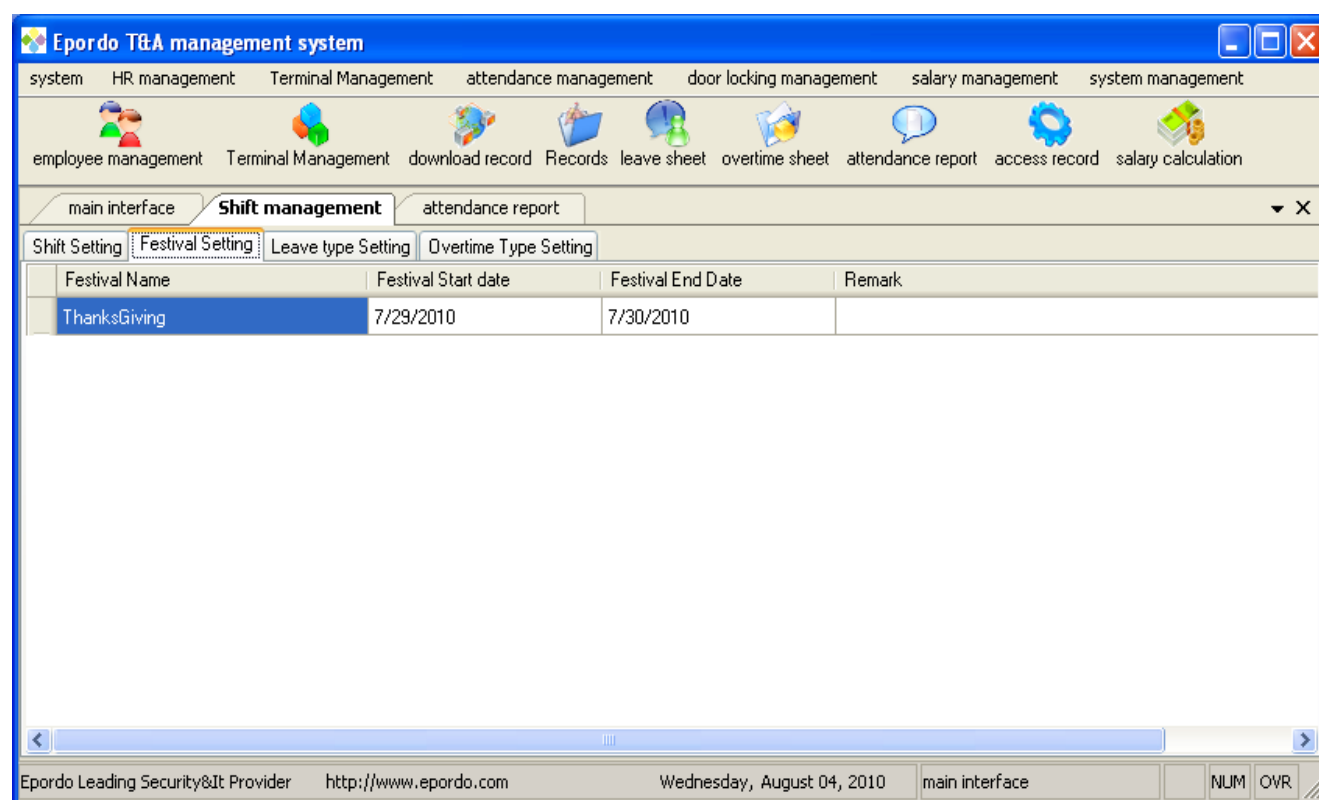 Epordo T&A management system
system HR management Terminal Management attendance management door locking management salary management system management
employee management Terminal Management download record Records leave sheet overtime sheet attendance report access record salary calculation
main interface Shift management attendance report
Shift Setting Festival Setting Leave type Setting Overtime Type Setting
Festival Name Festival Start date Festival End Date Remark
ThanksGiving 7/29/2010 7/30/2010
Epordo Leading Security&It Provider http://www.epordo.com Wednesday, August 04, 2010 main interface NUM OVR